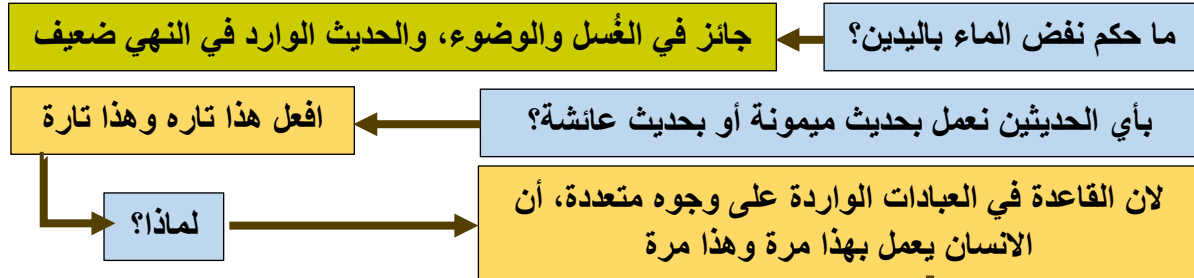 ما حكم نفض الماء باليدين؟
جائز في الغُسل والوضوء، والحديث الوارد في النهي ضعيف
بأي الحديثين نعمل بحديث ميمونة أو بحديث عائشة؟
افعل هذا تاره وهذا تارة
لماذا؟
لان القاعدة في العبادات الواردة على وجوه متعددة، أن
الانسان يعمل بهذا مرة وهذا مرة